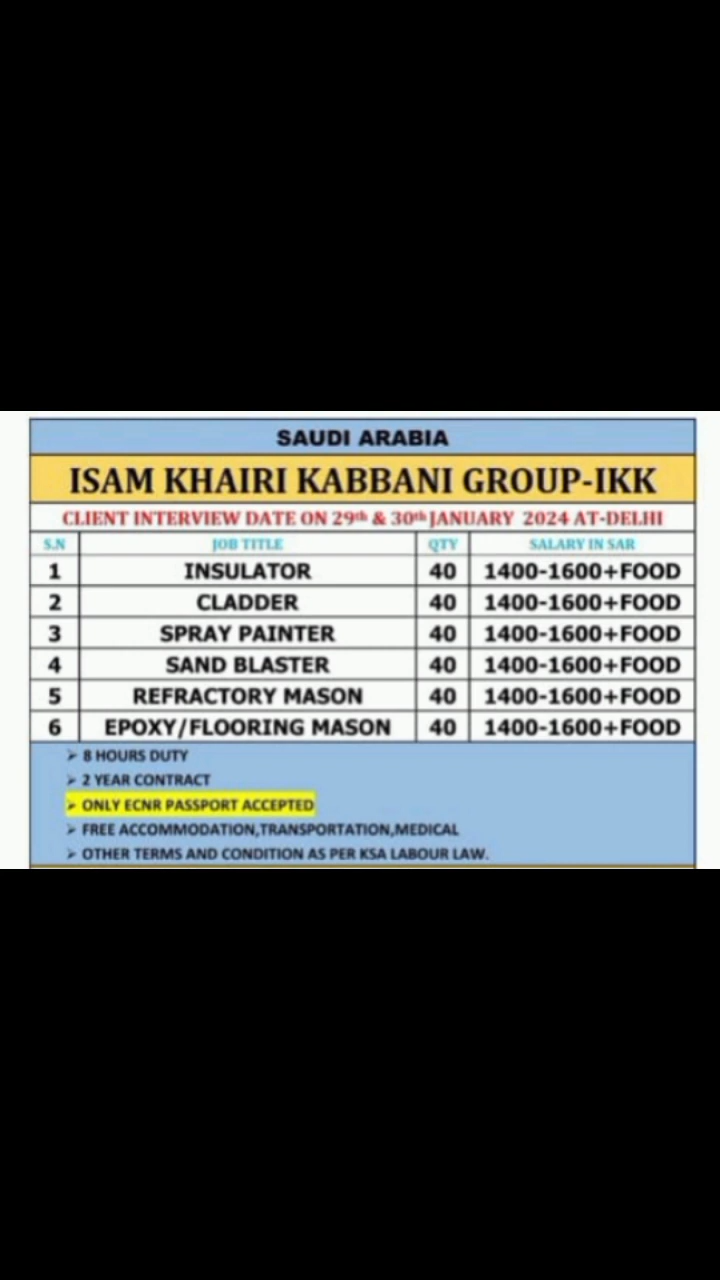 SAUDI ARABIA
ISAM KHAIRI KABBANI GROUP-IKK
CLIENT INTERVIEW DATE ON 29th & 30th JANUARY 2024 AT-DELHI
S.N JOB TITLE QTY SALARY IN SAR
1 INSULATOR 40 1400-1600+FOOD
2 CLADDER 40 1400-1600+FOOD
3 SPRAY PAINTER 40 1400-1600+FOOD
4 SAND BLASTER 40 1400-1600+FOOD
5 REFRACTORY MASON 40 1400-1600+FOOD
6 EPOXY/FLOORING MASON 40 1400-1600+FOOD
➢ 8 HOURS DUTY
➢ 2 YEAR CONTRACT
➢ ONLY ECNR PASSPORT ACCEPTED
➢ FREE ACCOMMODATION,TRANSPORTATION,MEDICAL
➢ OTHER TERMS AND CONDITION AS PER KSA LABOUR LAW.